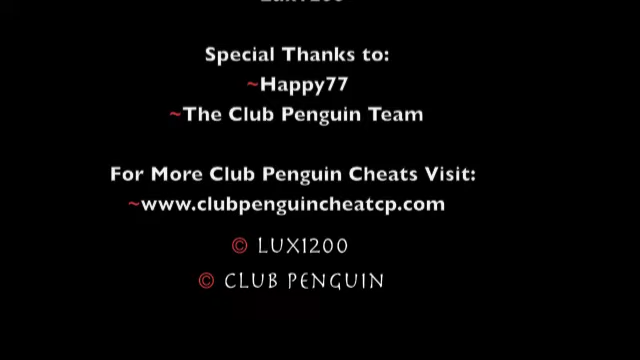 Special Thanks to:
~Happy77
~The Club Penguin Team
For More Club Penguin Cheats Visit:
~www.clubpenguincheatcp.com
© LUX1200
© CLUB PENGUIN